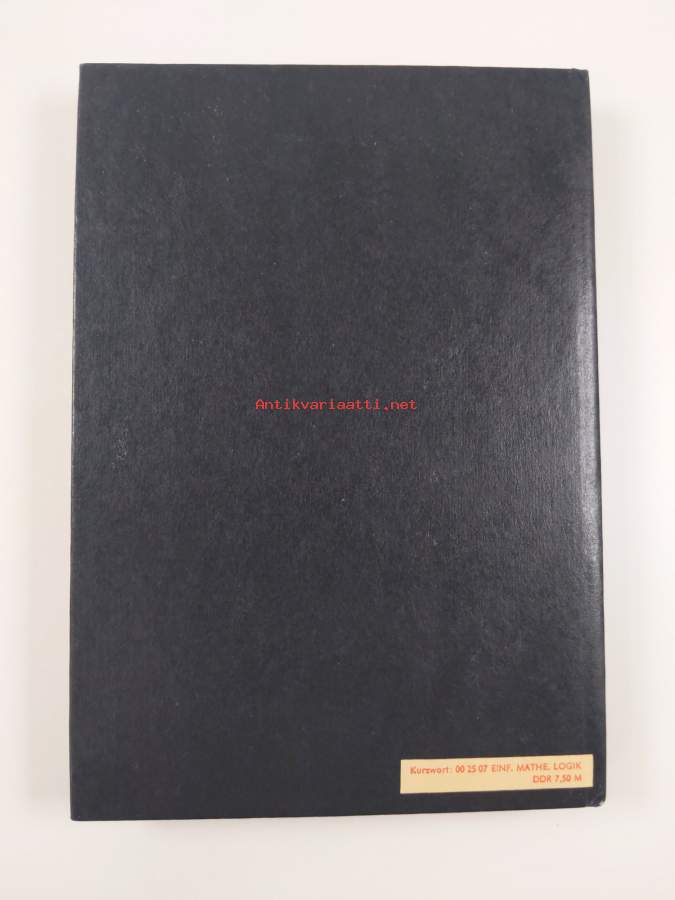 Antikvariaatti.net
Kurzwort: 00 25 07 EINF. MATHE. LOGIK
DDR 7,50 M